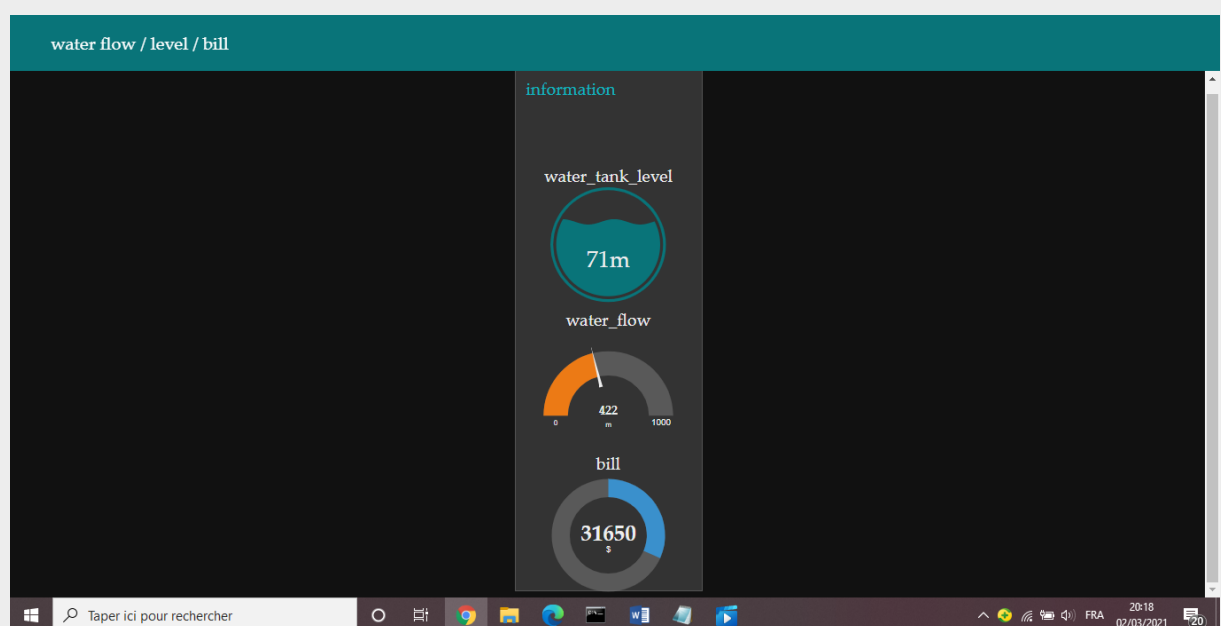 water flow / level / bill
information
water_tank_level
71m
water_flow
422
0 m 1000
bill
31650
$
Taper ici pour rechercher
FRA
20:18
02/03/2021
20